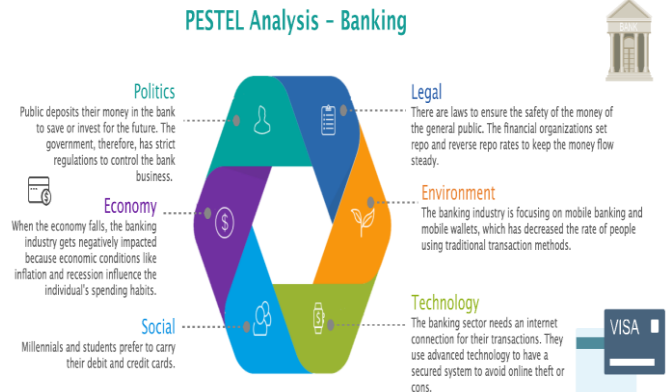 PESTEL Analysis – Banking
BANK
Politics
Public deposits their money in the bank
to save or invest for the future. The
government, therefore, has strict
regulations to control the bank
business.
Economy
When the economy falls, the banking
industry gets negatively impacted
because economic conditions like
inflation and recession influence the
individual's spending habits.
Social
Millennials and students prefer to carry
their debit and credit cards.
Legal
There are laws to ensure the safety of the money of
the general public. The financial organizations set
repo and reverse repo rates to keep the money flow
steady.
Environment
The banking industry is focusing on mobile banking and
mobile wallets, which has decreased the rate of people
using traditional transaction methods.
Technology
The banking sector needs an internet
connection for their transactions. They
use advanced technology to have a
secured system to avoid online theft or
cons.
$
$
$
VISA